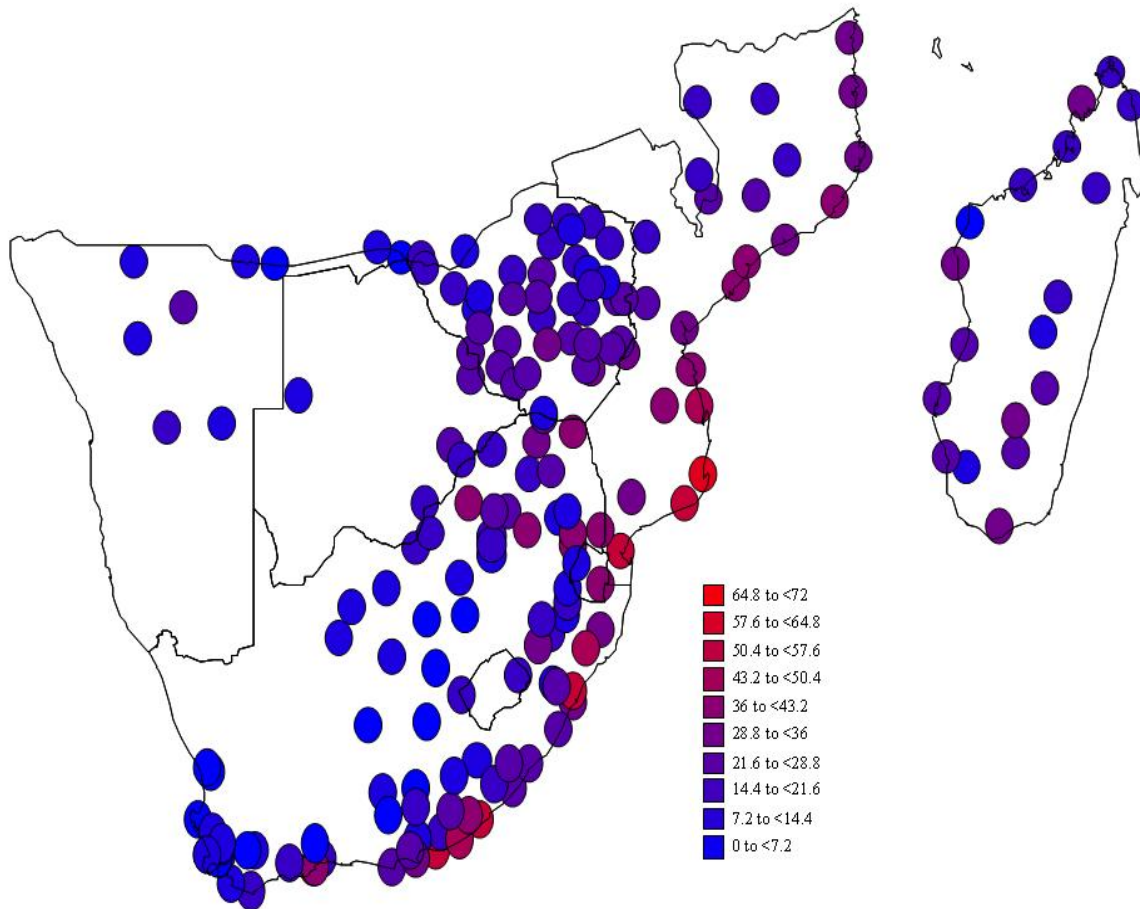 64.8 to <72
57.6 to <64.8
50.4 to <57.6
43.2 to <50.4
36 to <43.2
28.8 to <36
21.6 to <28.8
14.4 to <21.6
7.2 to <14.4
0 to <7.2